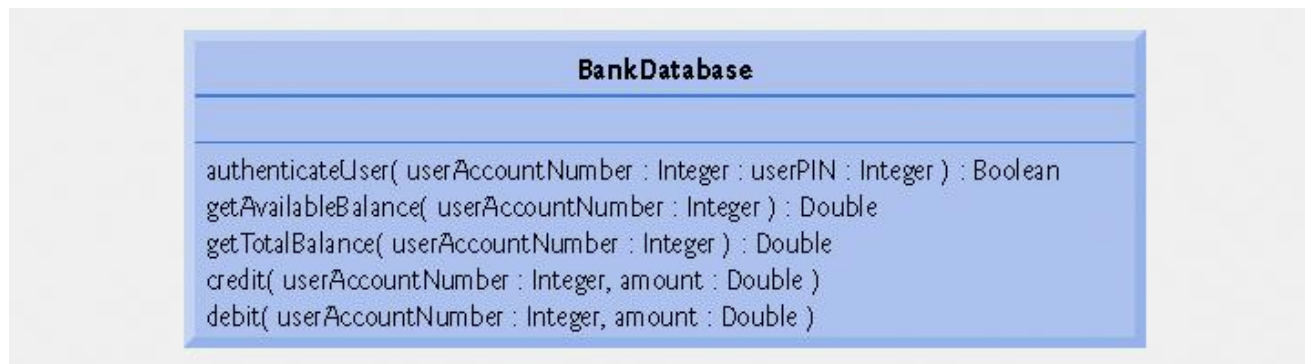 BankDatabase
authenticateUser( userAccountNumber : Integer : userPIN : Integer ) : Boolean
getAvailableBalance( userAccountNumber : Integer ) : Double
getTotalBalance( userAccountNumber : Integer ) : Double
credit( userAccountNumber : Integer, amount : Double )
debit( userAccountNumber : Integer, amount : Double )